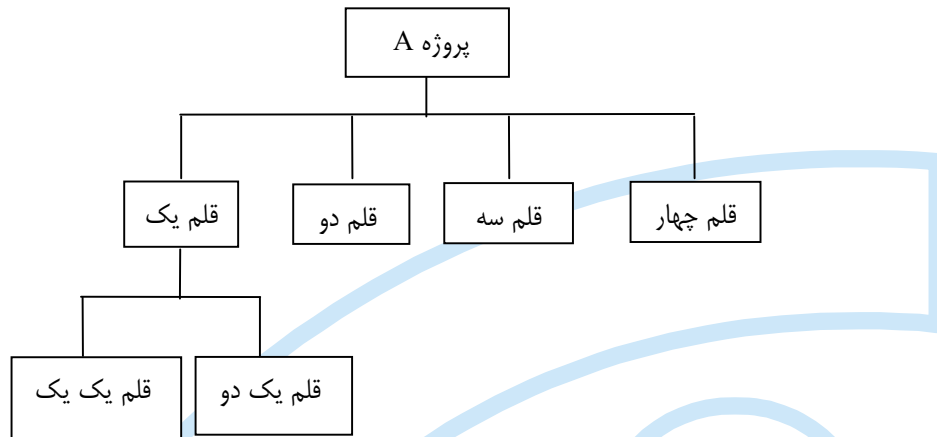 پروژه A
قلم یک
قلم دو
قلم سه
قلم چهار
قلم یک یک
قلم یک دو